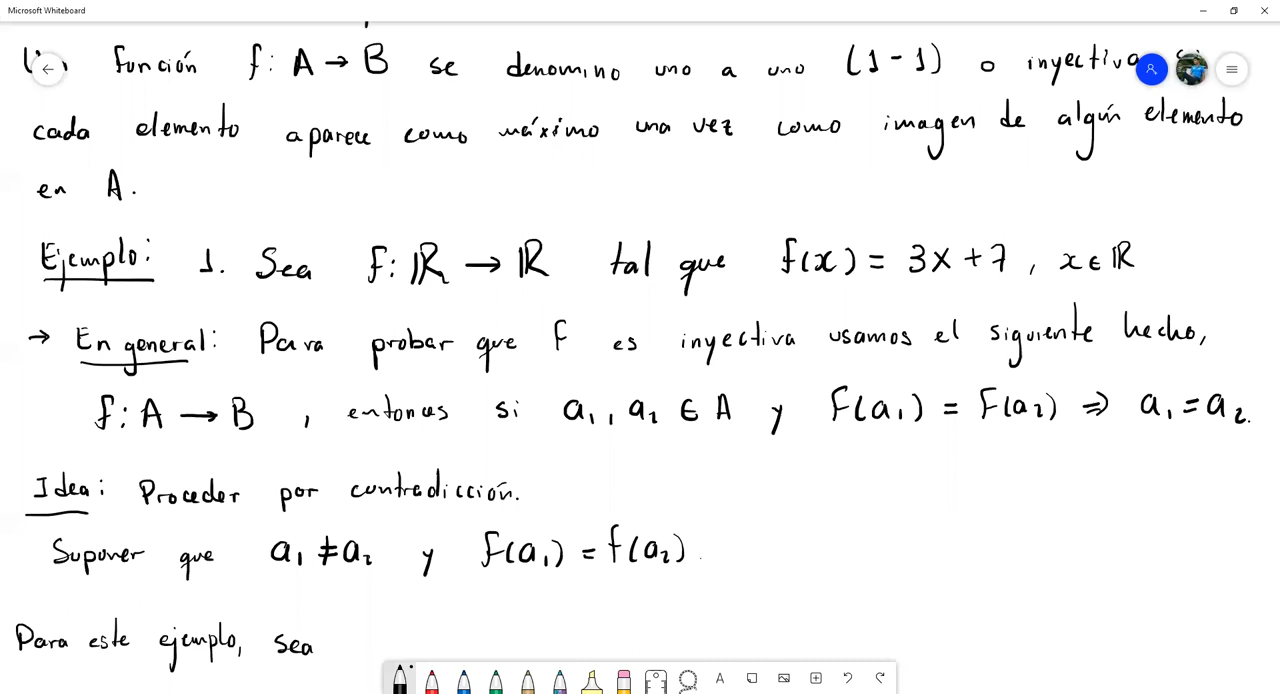 Microsoft Whiteboard
función f: A → B se denomino uno a uno (1-1) o inyectiva si
cada elemento aparece como máximo una vez como imagen de algún elemento
en A.
Ejemplo: 1. Sea f: ℝ → ℝ tal que f(x) = 3x + 7, x ∈ ℝ
→ En general: Para probar que f es inyectiva usamos el siguiente hecho,
f: A → B, entonces si a₁, a₂ ∈ A y f(a₁) = f(a₂) ⇒ a₁ = a₂.
Idea: Proceder por contradicción.
Suponer que a₁ ≠ a₂ y f(a₁) = f(a₂).
Para este ejemplo, sea